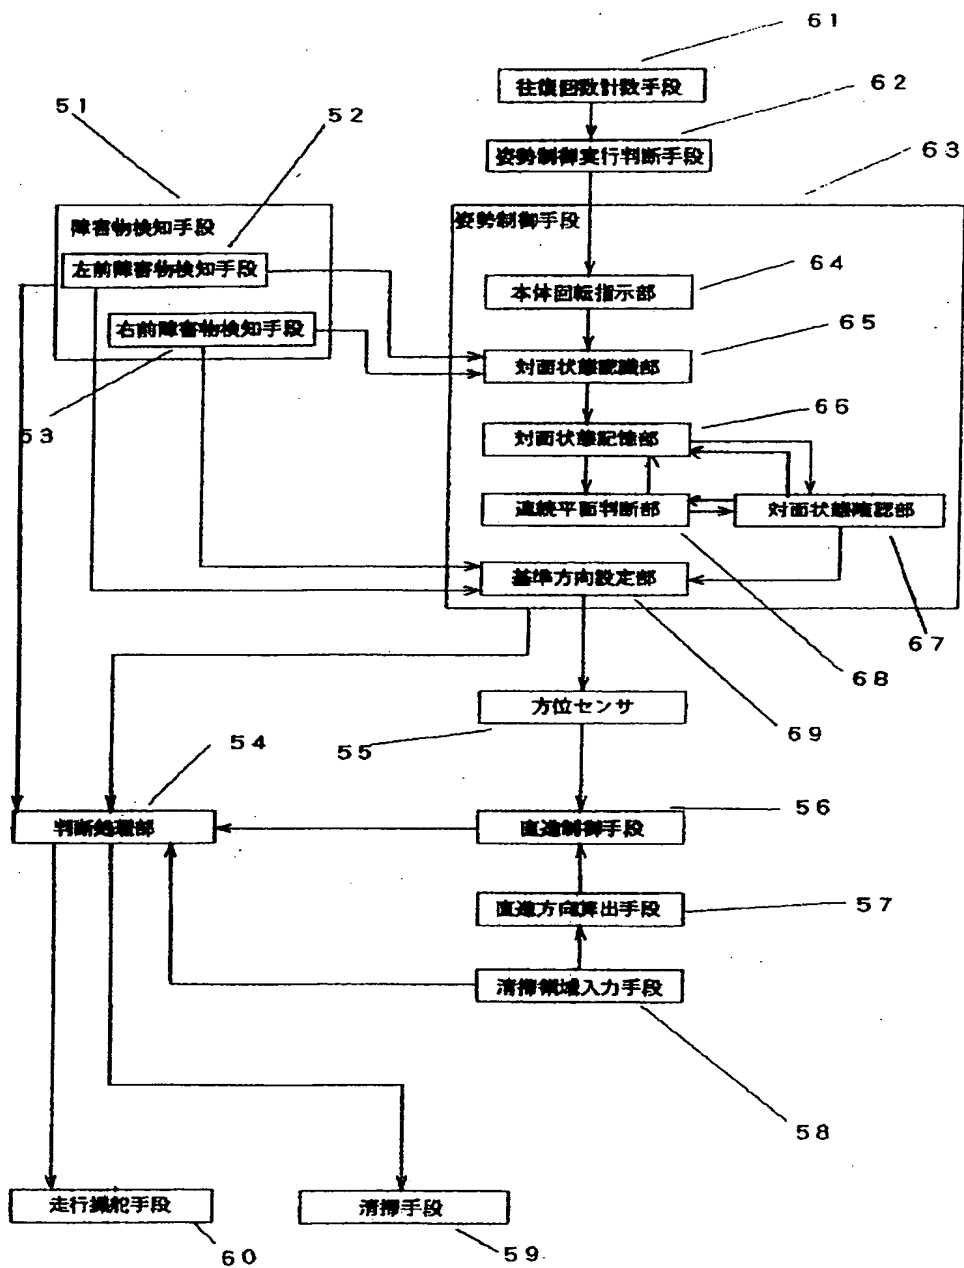 61
往復回数計数手段
62
姿勢制御実行判断手段
51
52
63
障害物検知手段
姿勢制御手段
左前障害物検知手段
本体回転指示部
64
右前障害物検知手段
対面状態認識部
65
53
対面状態記憶部
66
連続平面判断部
対面状態確認部
基準方向設定部
67
68
方位センサ
69
55
54
56
判断処理部
直進制御手段
直進方向算出手段
57
清掃領域入力手段
58
走行操舵手段
清掃手段
60
59